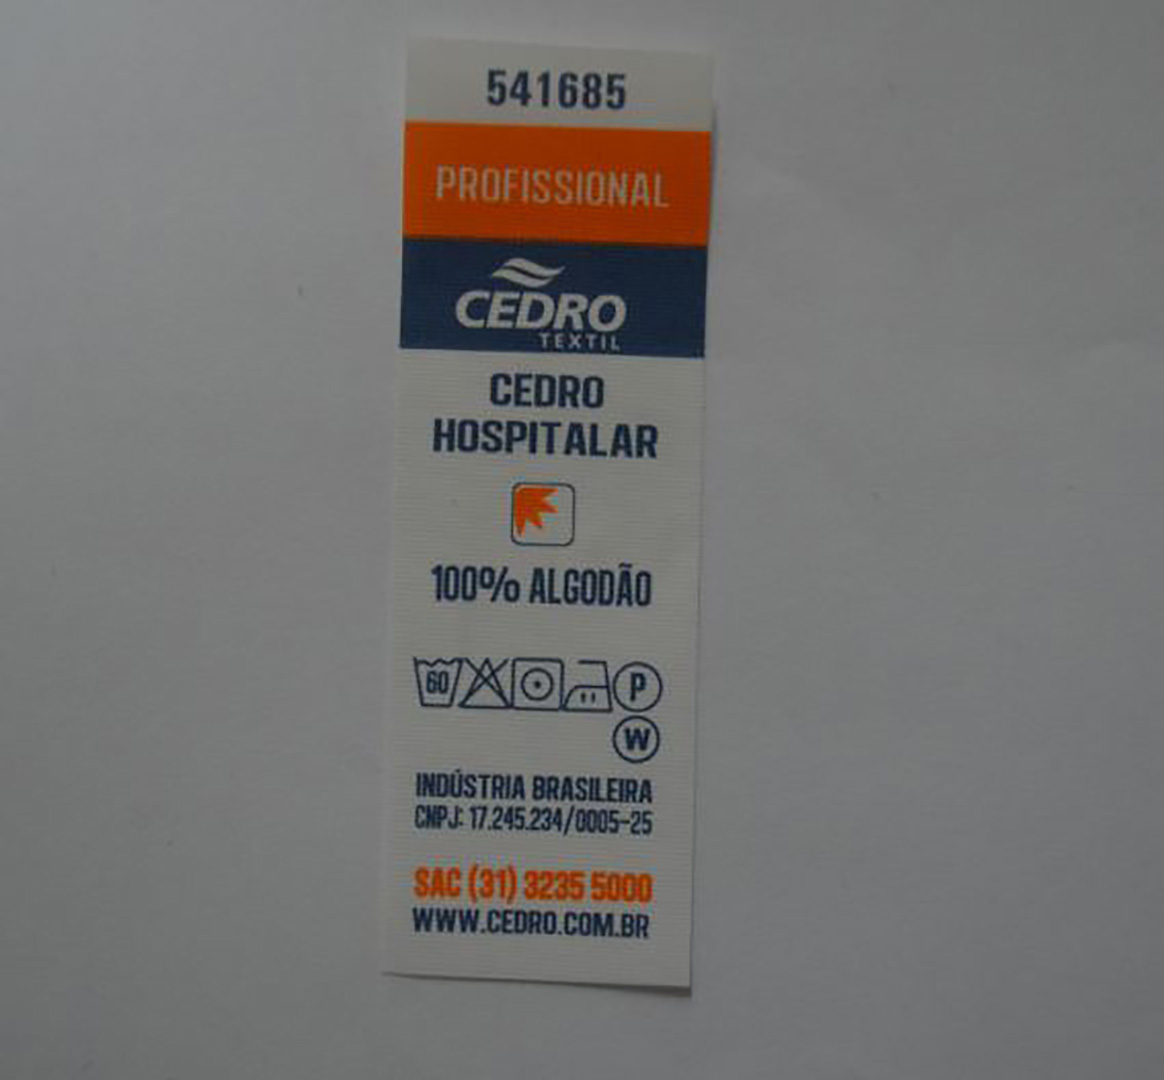 541685
PROFISSIONAL
CEDRO
TEXTIL
CEDRO
HOSPITALAR
100% ALGODÃO
60 P
W
INDÚSTRIA BRASILEIRA
CNPJ: 17.245.234/0005-25
SAC (31) 3235 5000
WWW.CEDRO.COM.BR